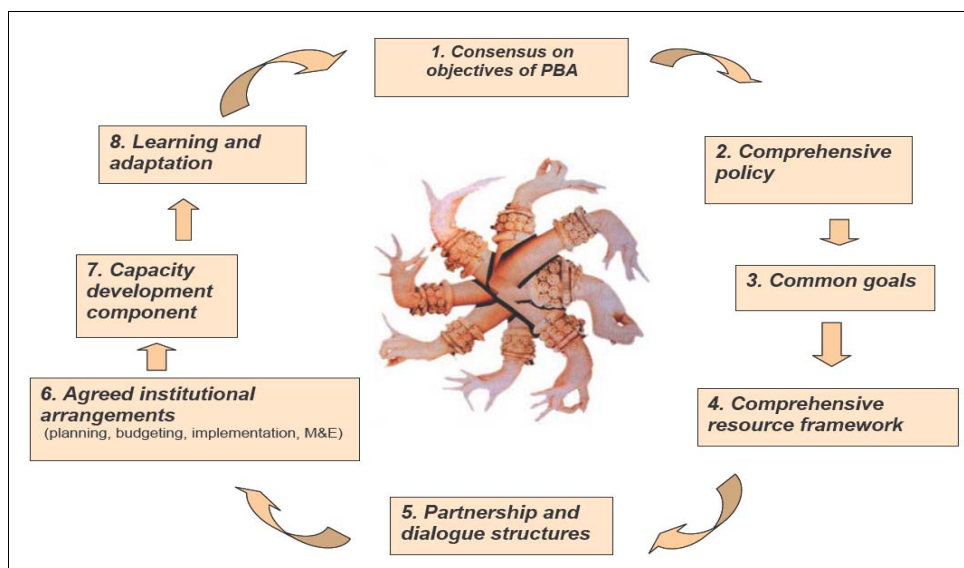 1. Consensus on
objectives of PBA
2. Comprehensive
policy
3. Common goals
4. Comprehensive
resource framework
5. Partnership and
dialogue structures
6. Agreed institutional
arrangements
(planning, budgeting, implementation, M&E)
7. Capacity
development
component
8. Learning and
adaptation